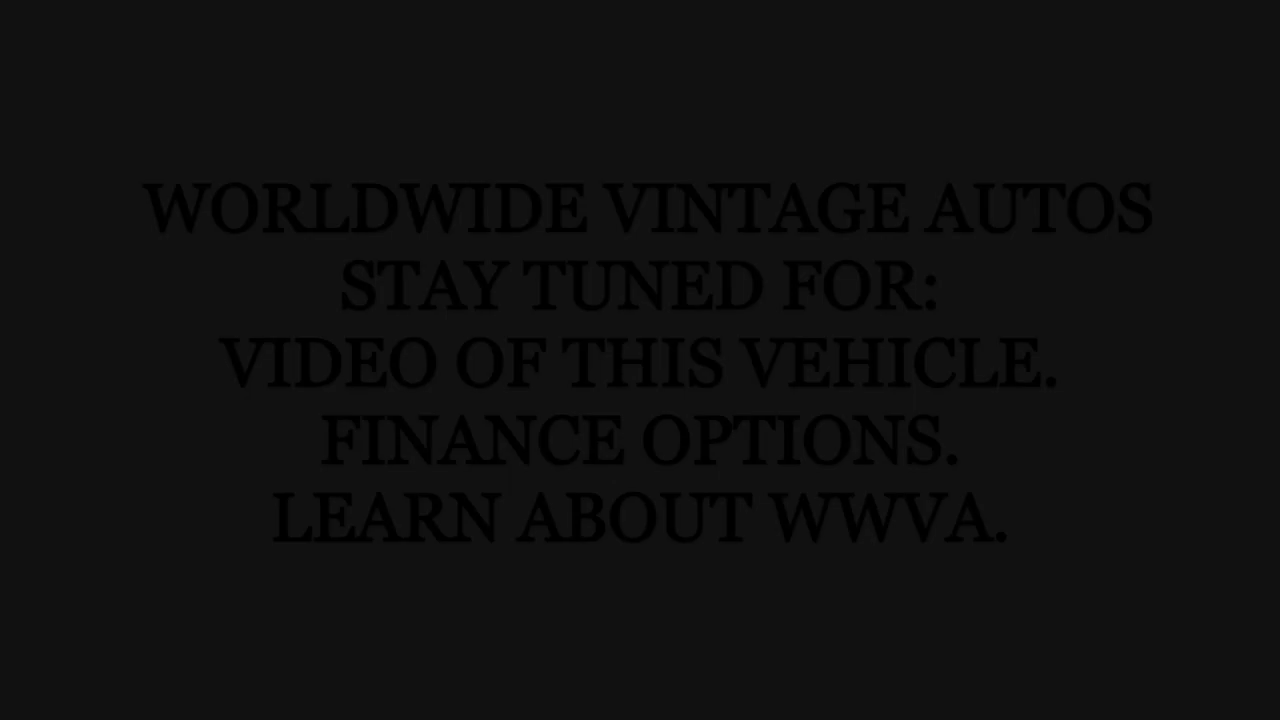 WORLDWIDE VINTAGE AUTOS
STAY TUNED FOR:
VIDEO OF THIS VEHICLE.
FINANCE OPTIONS.
LEARN ABOUT WWVA.